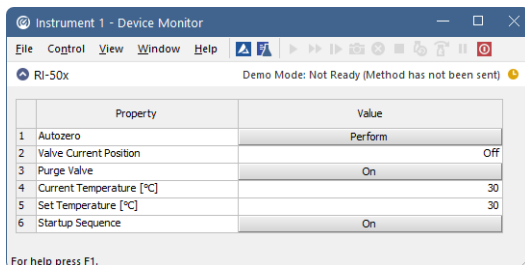 Instrument 1 - Device Monitor
File Control View Window Help
RI-50x Demo Mode: Not Ready (Method has not been sent)
Property Value
1 Autozero Perform
2 Valve Current Position Off
3 Purge Valve On
4 Current Temperature [°C] 30
5 Set Temperature [°C] 30
6 Startup Sequence On
For help press F1.